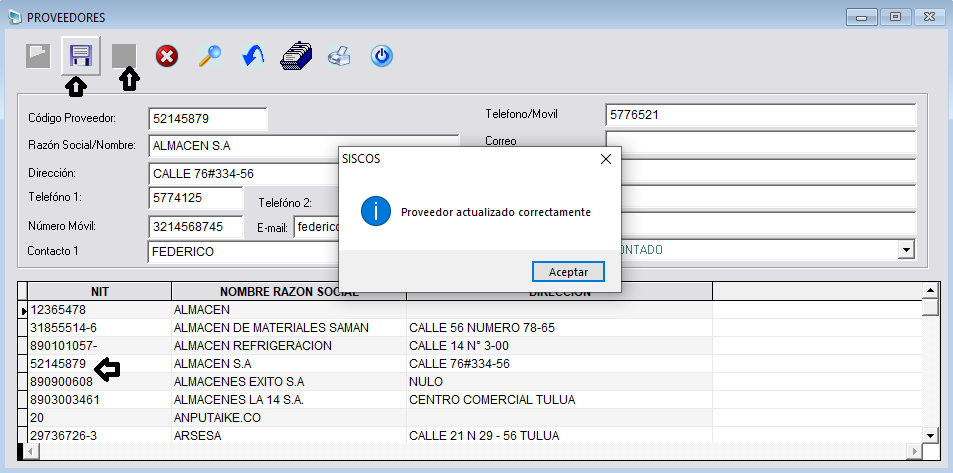 PROVEEDORES
Código Proveedor: 52145879
Telefono/Movil 5776521
Razón Social/Nombre: ALMACEN S.A
Correo
Dirección: CALLE 76#334-56
Telefóno 1: 5774125 Telefóno 2:
Número Móvil: 3214568745 E-mail: federico
Contacto 1 FEDERICO
ONTADO
SISCOS
Proveedor actualizado correctamente
Aceptar
NIT NOMBRE RAZON SOCIAL DIRECCION
12365478 ALMACEN
31855514-6 ALMACEN DE MATERIALES SAMAN CALLE 56 NUMERO 78-65
890101057- ALMACEN REFRIGERACION CALLE 14 N° 3-00
52145879 ALMACEN S.A CALLE 76#334-56
890900608 ALMACENES EXITO S.A NULO
8903003461 ALMACENES LA 14 S.A. CENTRO COMERCIAL TULUA
20 ANPUTAIKE.CO
29736726-3 ARSESA CALLE 21 N 29 - 56 TULUA